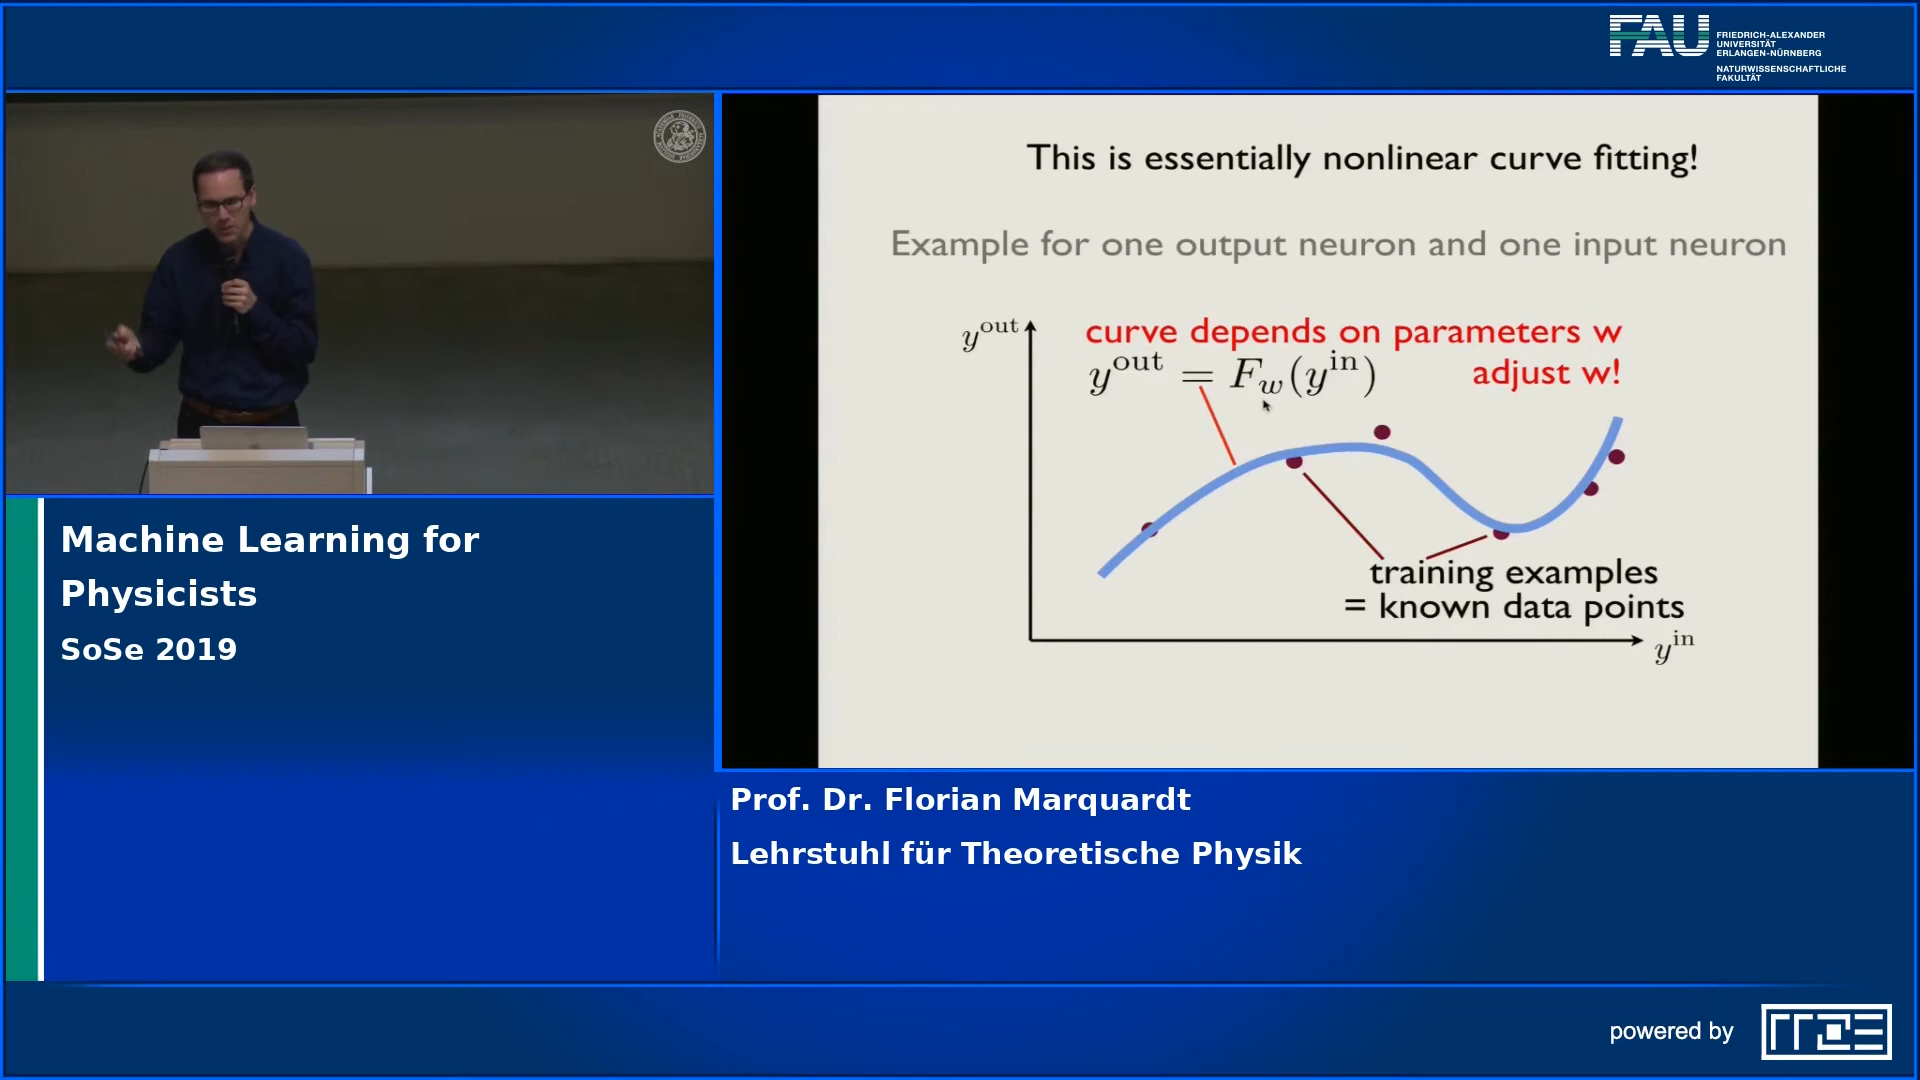 FAU
FRIEDRICH-ALEXANDER
UNIVERSITÄT
ERLANGEN-NÜRNBERG
NATURWISSENSCHAFTLICHE
FAKULTÄT
This is essentially nonlinear curve fitting!
Example for one output neuron and one input neuron
y^out
curve depends on parameters w
y^out = F_w(y^in)
adjust w!
training examples
= known data points
y^in
Machine Learning for
Physicists
SoSe 2019
Prof. Dr. Florian Marquardt
Lehrstuhl für Theoretische Physik
powered by